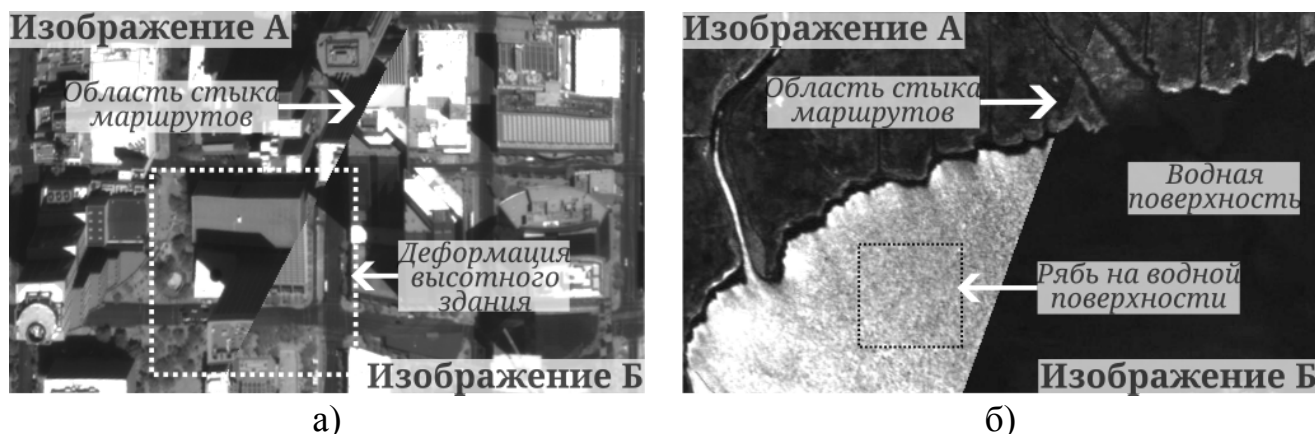 Изображение А
Область стыка
маршрутов
Деформация
высотного
здания
Изображение Б
а)
Изображение А
Область стыка
маршрутов
Водная
поверхность
Рябь на водной
поверхности
Изображение Б
б)